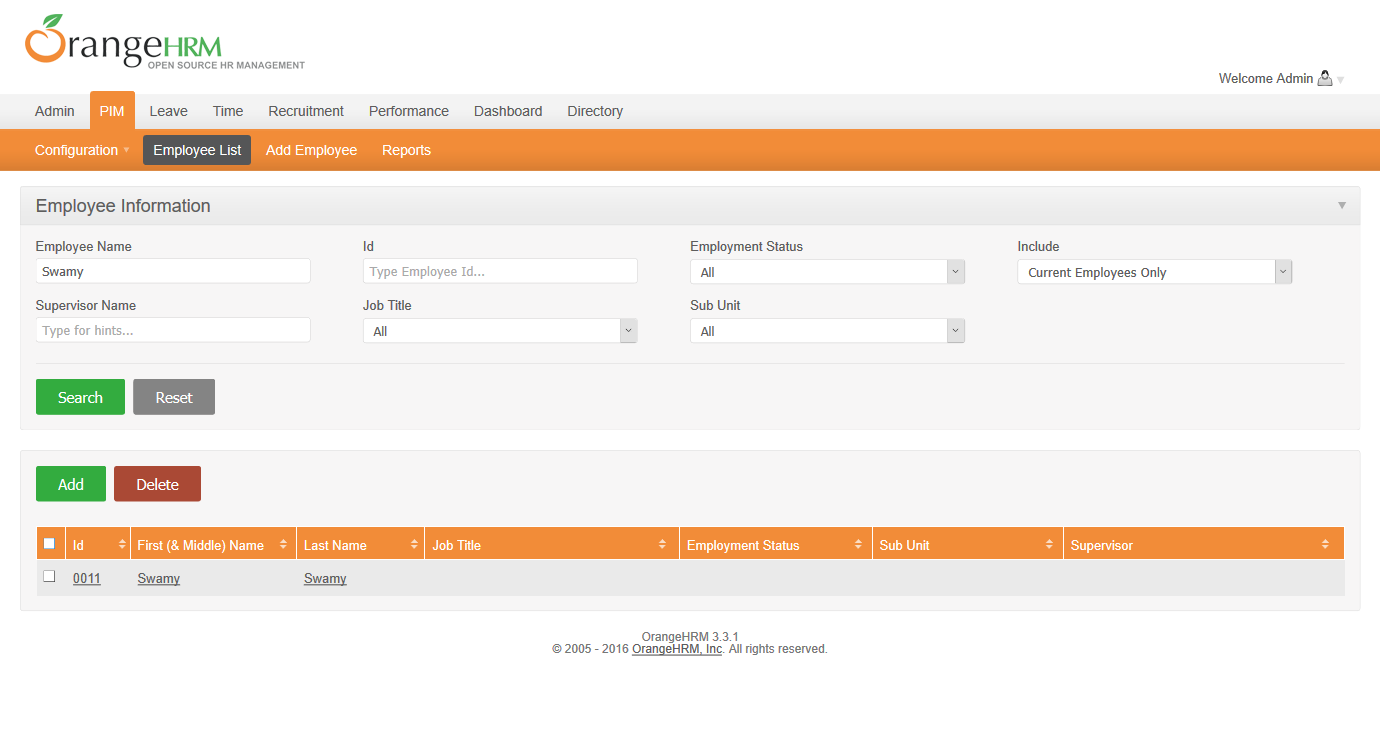 OrangeHRM
OPEN SOURCE HR MANAGEMENT
Welcome Admin
Admin PIM Leave Time Recruitment Performance Dashboard Directory
Configuration Employee List Add Employee Reports
Employee Information
Employee Name Id Employment Status Include
Swamy Type Employee Id... All Current Employees Only
Supervisor Name Job Title Sub Unit
Type for hints... All All
Search Reset
Add Delete
Id First (& Middle) Name Last Name Job Title Employment Status Sub Unit Supervisor
0011 Swamy Swamy
OrangeHRM 3.3.1
© 2005 - 2016 OrangeHRM, Inc. All rights reserved.